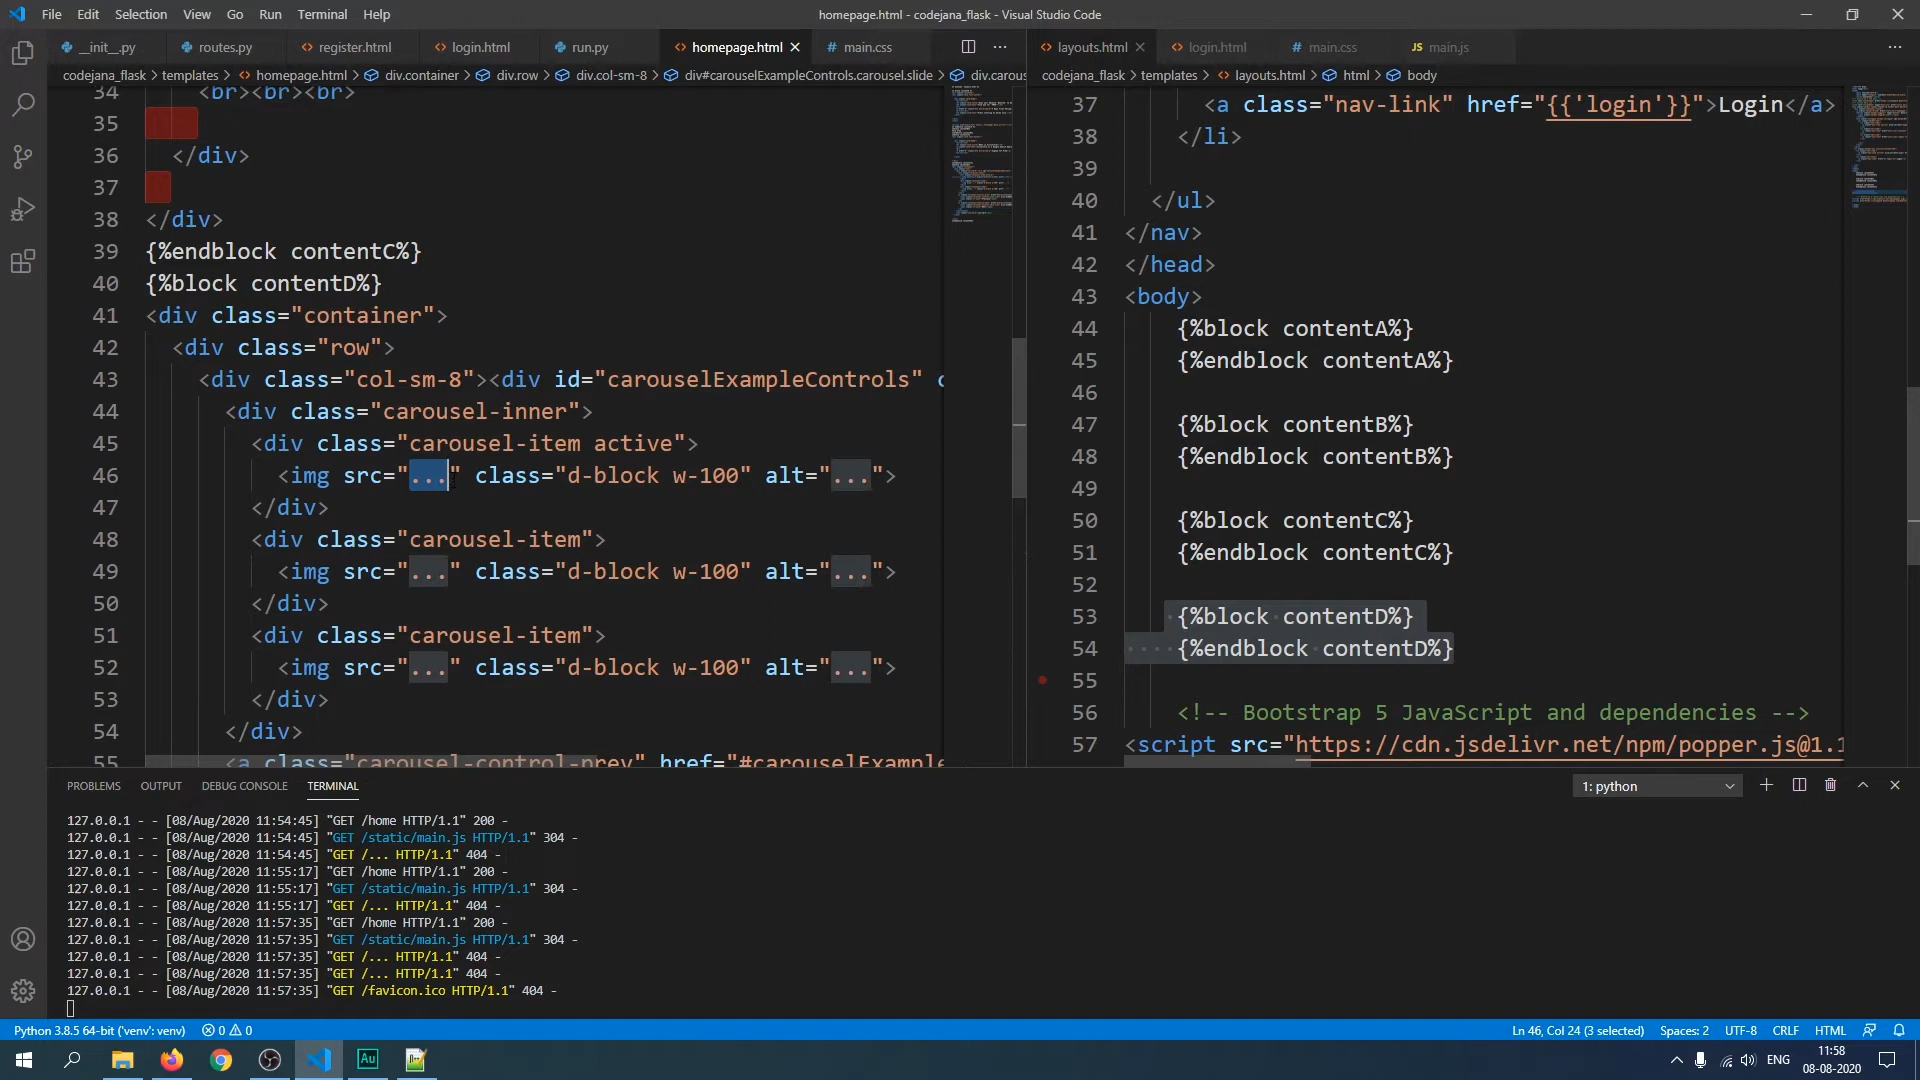 File Edit Selection View Go Run Terminal Help
homepage.html - codejana_flask - Visual Studio Code
__init__.py routes.py register.html login.html run.py homepage.html main.css
layouts.html login.html main.css main.js
codejana_flask > templates > homepage.html > div.container > div.row > div.col-sm-8 > div#carouselExampleControls.carousel.slide > div.carous
codejana_flask > templates > layouts.html > html > body
34 <br><br><br>
35
36 </div>
37
38 </div>
39 {%endblock contentC%}
40 {%block contentD%}
41 <div class="container">
42 <div class="row">
43 <div class="col-sm-8"><div id="carouselExampleControls" c
44 <div class="carousel-inner">
45 <div class="carousel-item active">
46 <img src="..." class="d-block w-100" alt="...">
47 </div>
48 <div class="carousel-item">
49 <img src="..." class="d-block w-100" alt="...">
50 </div>
51 <div class="carousel-item">
52 <img src="..." class="d-block w-100" alt="...">
53 </div>
54 </div>
55 <a class="carousel-control-prev" href="#carouselExample
37 <a class="nav-link" href="{{'login'}}">Login</a>
38 </li>
39
40 </ul>
41 </nav>
42 </head>
43 <body>
44 {%block contentA%}
45 {%endblock contentA%}
46
47 {%block contentB%}
48 {%endblock contentB%}
49
50 {%block contentC%}
51 {%endblock contentC%}
52
53 {%block contentD%}
54 {%endblock contentD%}
55
56 <!-- Bootstrap 5 JavaScript and dependencies -->
57 <script src="https://cdn.jsdelivr.net/npm/popper.js@1.1
PROBLEMS OUTPUT DEBUG CONSOLE TERMINAL
1: python
127.0.0.1 - - [08/Aug/2020 11:54:45] "GET /home HTTP/1.1" 200 -
127.0.0.1 - - [08/Aug/2020 11:54:45] "GET /static/main.js HTTP/1.1" 304 -
127.0.0.1 - - [08/Aug/2020 11:54:45] "GET /... HTTP/1.1" 404 -
127.0.0.1 - - [08/Aug/2020 11:55:17] "GET /home HTTP/1.1" 200 -
127.0.0.1 - - [08/Aug/2020 11:55:17] "GET /static/main.js HTTP/1.1" 304 -
127.0.0.1 - - [08/Aug/2020 11:55:17] "GET /... HTTP/1.1" 404 -
127.0.0.1 - - [08/Aug/2020 11:57:35] "GET /home HTTP/1.1" 200 -
127.0.0.1 - - [08/Aug/2020 11:57:35] "GET /static/main.js HTTP/1.1" 304 -
127.0.0.1 - - [08/Aug/2020 11:57:35] "GET /... HTTP/1.1" 404 -
127.0.0.1 - - [08/Aug/2020 11:57:35] "GET /... HTTP/1.1" 404 -
127.0.0.1 - - [08/Aug/2020 11:57:35] "GET /favicon.ico HTTP/1.1" 404 -
Python 3.8.5 64-bit ('venv': venv) 0 0
Ln 46, Col 24 (3 selected) Spaces: 2 UTF-8 CRLF HTML
Au
ENG
11:58
08-08-2020